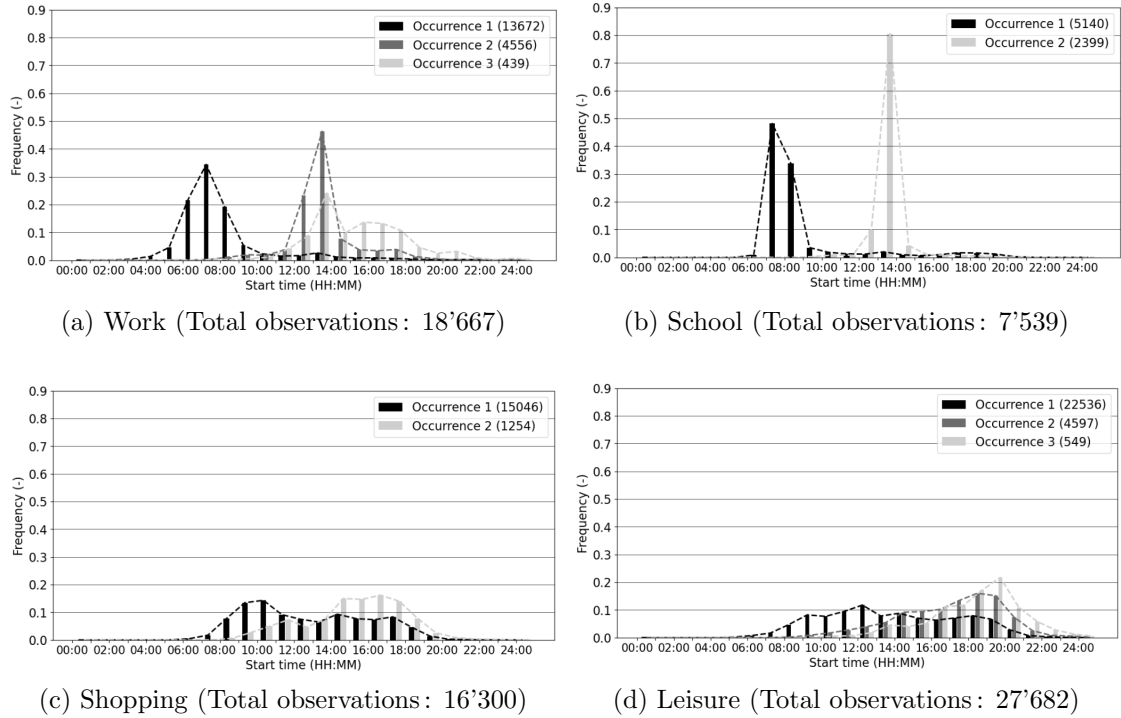 0.9
0.8
0.7
0.6
0.5
0.4
0.3
0.2
0.1
0.0
Frequency (-)
Occurrence 1 (13672)
Occurrence 2 (4556)
Occurrence 3 (439)
00:00 02:00 04:00 06:00 08:00 10:00 12:00 14:00 16:00 18:00 20:00 22:00 24:00
Start time (HH:MM)
(a) Work (Total observations: 18'667)
0.9
0.8
0.7
0.6
0.5
0.4
0.3
0.2
0.1
0.0
Frequency (-)
Occurrence 1 (5140)
Occurrence 2 (2399)
00:00 02:00 04:00 06:00 08:00 10:00 12:00 14:00 16:00 18:00 20:00 22:00 24:00
Start time (HH:MM)
(b) School (Total observations: 7'539)
0.9
0.8
0.7
0.6
0.5
0.4
0.3
0.2
0.1
0.0
Frequency (-)
Occurrence 1 (15046)
Occurrence 2 (1254)
00:00 02:00 04:00 06:00 08:00 10:00 12:00 14:00 16:00 18:00 20:00 22:00 24:00
Start time (HH:MM)
(c) Shopping (Total observations: 16'300)
0.9
0.8
0.7
0.6
0.5
0.4
0.3
0.2
0.1
0.0
Frequency (-)
Occurrence 1 (22536)
Occurrence 2 (4597)
Occurrence 3 (549)
00:00 02:00 04:00 06:00 08:00 10:00 12:00 14:00 16:00 18:00 20:00 22:00 24:00
Start time (HH:MM)
(d) Leisure (Total observations: 27'682)